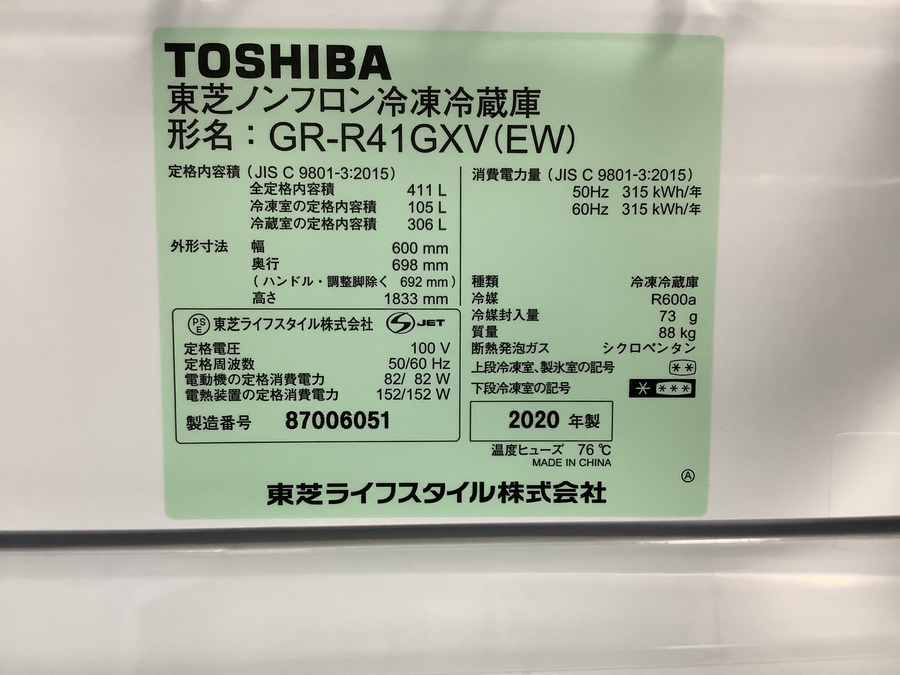 TOSHIBA
東芝ノンフロン冷凍冷蔵庫
形名：GR-R41GXV(EW)
定格内容積 (JIS C 9801-3:2015)
全定格内容積 411 L
冷凍室の定格内容積 105 L
冷蔵室の定格内容積 306 L
外形寸法 幅 600 mm
奥行 698 mm
(ハンドル・調整脚除く 692 mm)
高さ 1833 mm
消費電力量 (JIS C 9801-3:2015)
50Hz 315 kWh/年
60Hz 315 kWh/年
種類 冷凍冷蔵庫
冷媒 R600a
冷媒封入量 73 g
質量 88 kg
断熱発泡ガス シクロペンタン
上段冷凍室、製氷室の記号 **
下段冷凍室の記号 * ***
PSE 東芝ライフスタイル株式会社 S JET
定格電圧 100 V
定格周波数 50/60 Hz
電動機の定格消費電力 82/ 82 W
電熱装置の定格消費電力 152/152 W
製造番号 87006051
2020 年製
温度ヒューズ 76 ℃
MADE IN CHINA
Ⓐ
東芝ライフスタイル株式会社